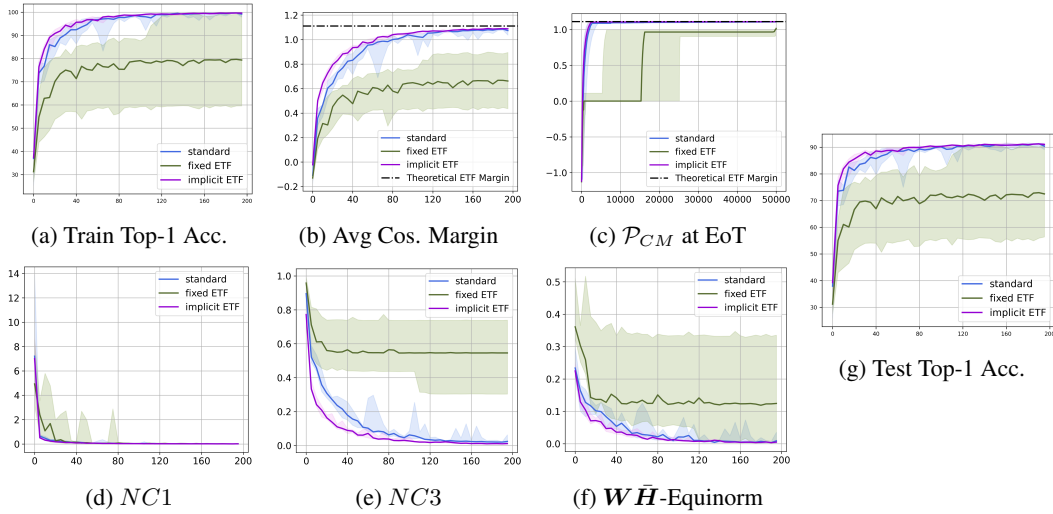 100
90
80
70
60
50
40
30
0 40 80 120 160 200
standard
fixed ETF
implicit ETF
(a) Train Top-1 Acc.
1.2
1.0
0.8
0.6
0.4
0.2
0.0
−0.2
0 40 80 120 160 200
standard
fixed ETF
implicit ETF
Theoretical ETF Margin
(b) Avg Cos. Margin
1.0
0.5
0.0
−0.5
−1.0
0 10000 20000 30000 40000 50000
standard
fixed ETF
implicit ETF
Theoretical ETF Margin
(c) 𝒫CM at EoT
14
12
10
8
6
4
2
0
0 40 80 120 160 200
standard
fixed ETF
implicit ETF
(d) NC1
1.0
0.8
0.6
0.4
0.2
0.0
0 40 80 120 160 200
standard
fixed ETF
implicit ETF
(e) NC3
0.5
0.4
0.3
0.2
0.1
0.0
0 40 80 120 160 200
standard
fixed ETF
implicit ETF
(f) WH̄-Equinorm
90
80
70
60
50
40
30
0 40 80 120 160 200
standard
fixed ETF
implicit ETF
(g) Test Top-1 Acc.